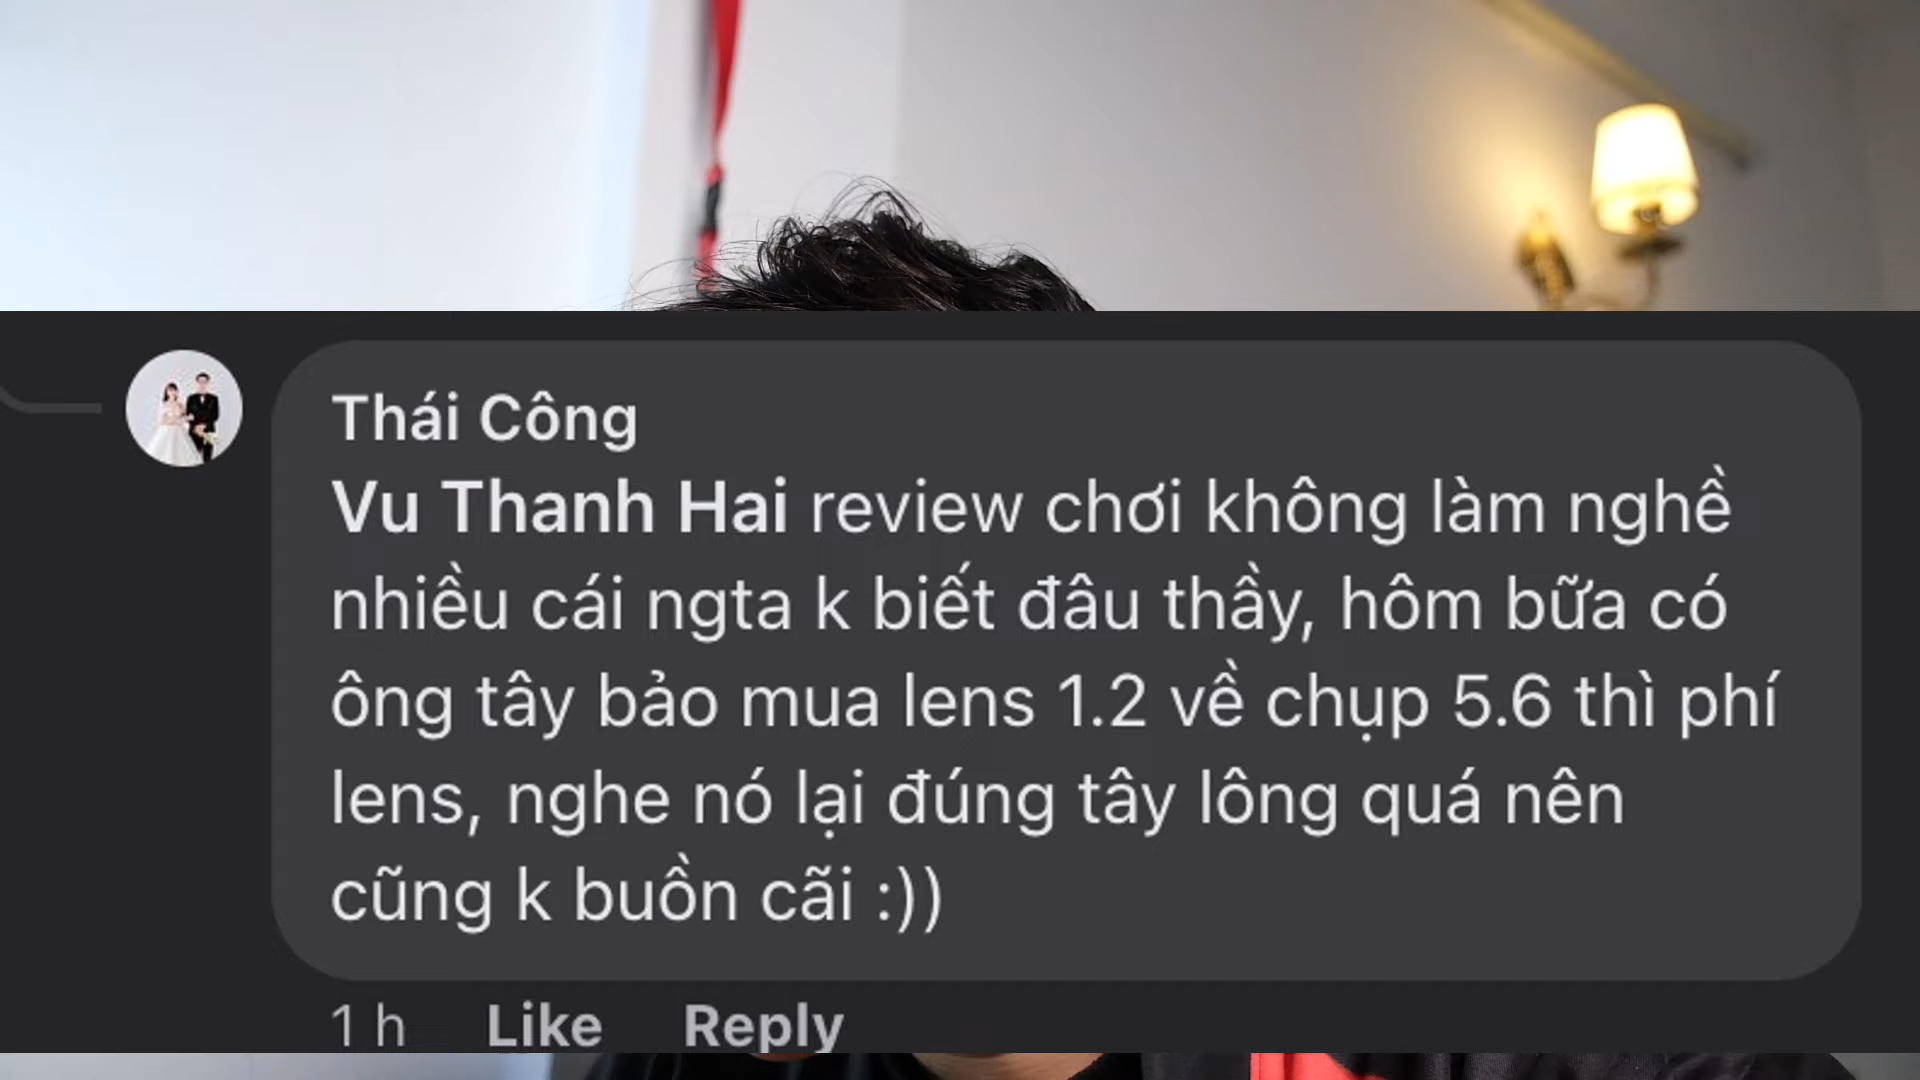 Thái Công
Vu Thanh Hai review chơi không làm nghề
nhiều cái ngta k biết đâu thầy, hôm bữa có
ông tây bảo mua lens 1.2 về chụp 5.6 thì phí
lens, nghe nó lại đúng tây lông quá nên
cũng k buồn cãi :))
1 h Like Reply